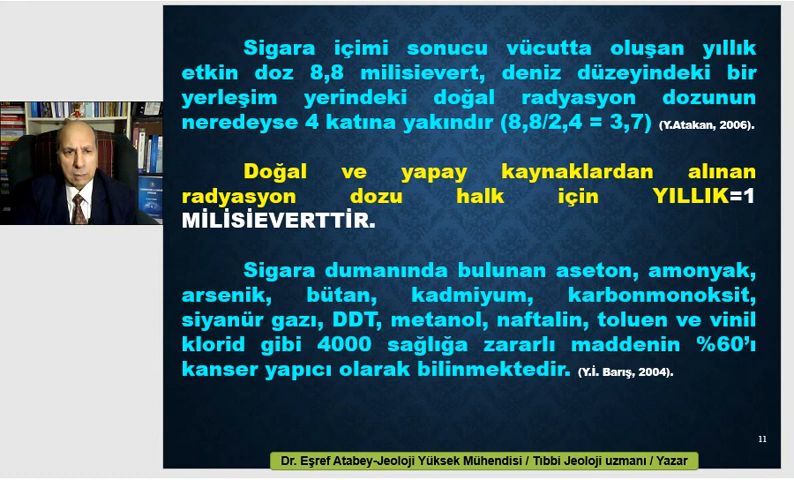 Sigara içimi sonucu vücutta oluşan yıllık
etkin doz 8,8 milisievert, deniz düzeyindeki bir
yerleşim yerindeki doğal radyasyon dozunun
neredeyse 4 katına yakındır (8,8/2,4 = 3,7) (Y.Atakan, 2006).
Doğal ve yapay kaynaklardan alınan
radyasyon dozu halk için YILLIK=1
MİLİSİEVERTTİR.
Sigara dumanında bulunan aseton, amonyak,
arsenik, bütan, kadmiyum, karbonmonoksit,
siyanür gazı, DDT, metanol, naftalin, toluen ve vinil
klorid gibi 4000 sağlığa zararlı maddenin %60’ı
kanser yapıcı olarak bilinmektedir. (Y.İ. Barış, 2004).
11
Dr. Eşref Atabey-Jeoloji Yüksek Mühendisi / Tıbbi Jeoloji uzmanı / Yazar